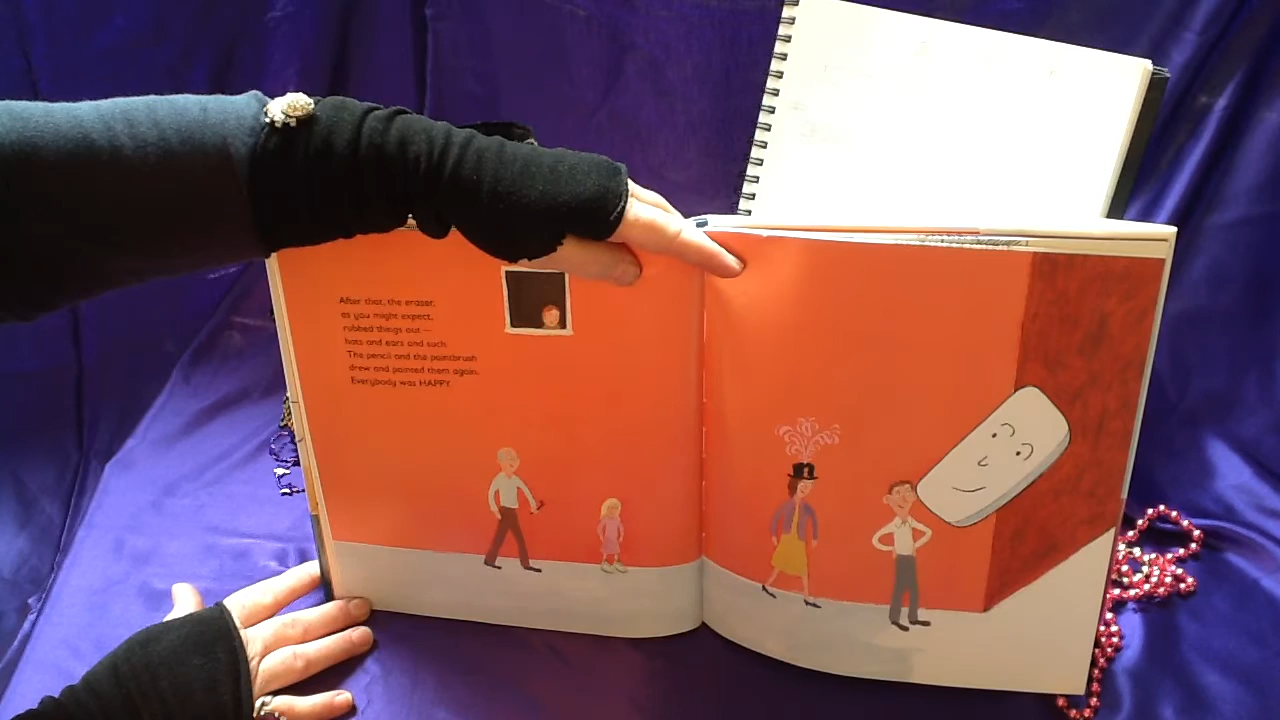 After that, the eraser,
as you might expect,
rubbed things out —
hats and ears and such.
The pencil and the paintbrush
drew and painted them again.
Everybody was HAPPY.